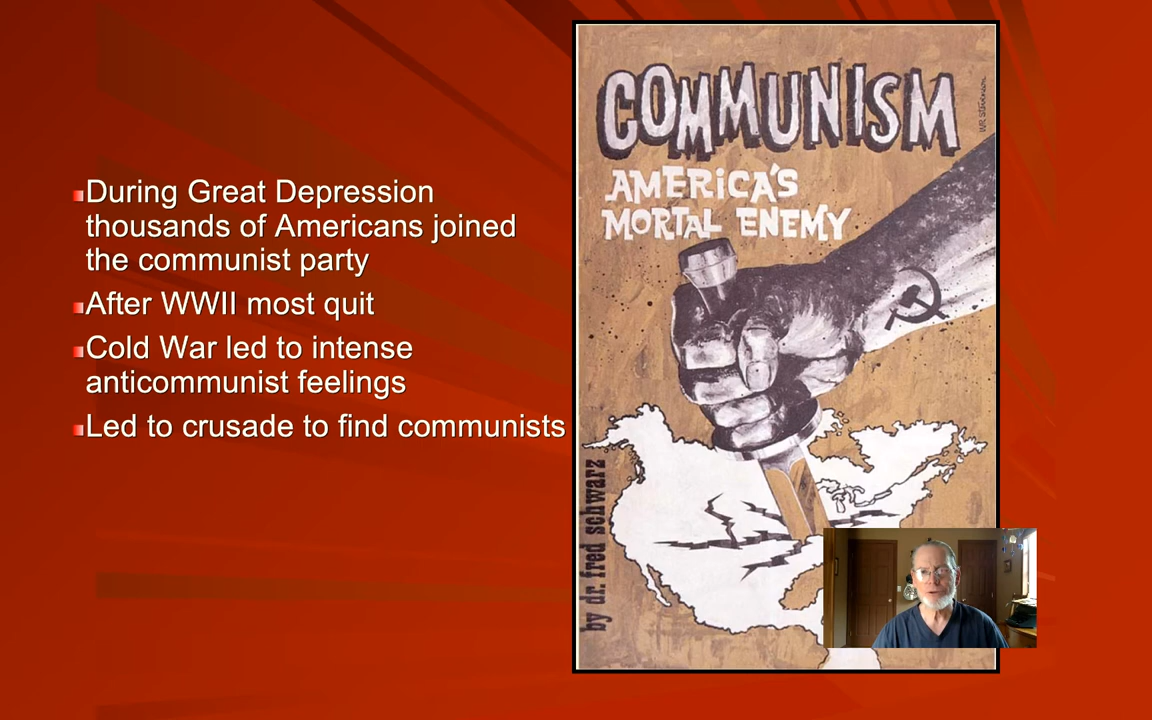 During Great Depression
thousands of Americans joined
the communist party
After WWII most quit
Cold War led to intense
anticommunist feelings
Led to crusade to find communists
COMMUNISM
AMERiCA'S
MORTAL ENEMY
by dr. fred schwarz